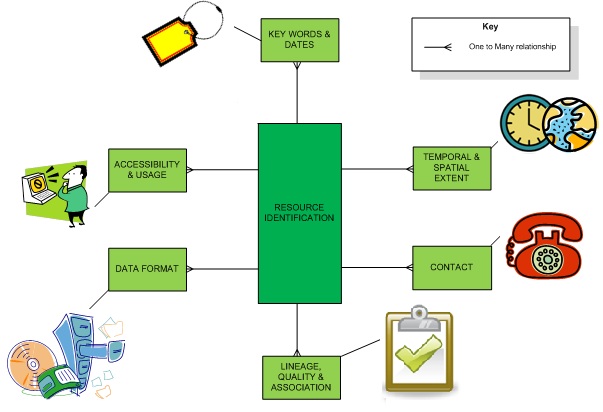 KEY WORDS &
DATES
Key
One to Many relationship
ACCESSIBILITY
& USAGE
TEMPORAL &
SPATIAL
EXTENT
RESOURCE
IDENTIFICATION
DATA FORMAT
CONTACT
LINEAGE,
QUALITY &
ASSOCIATION